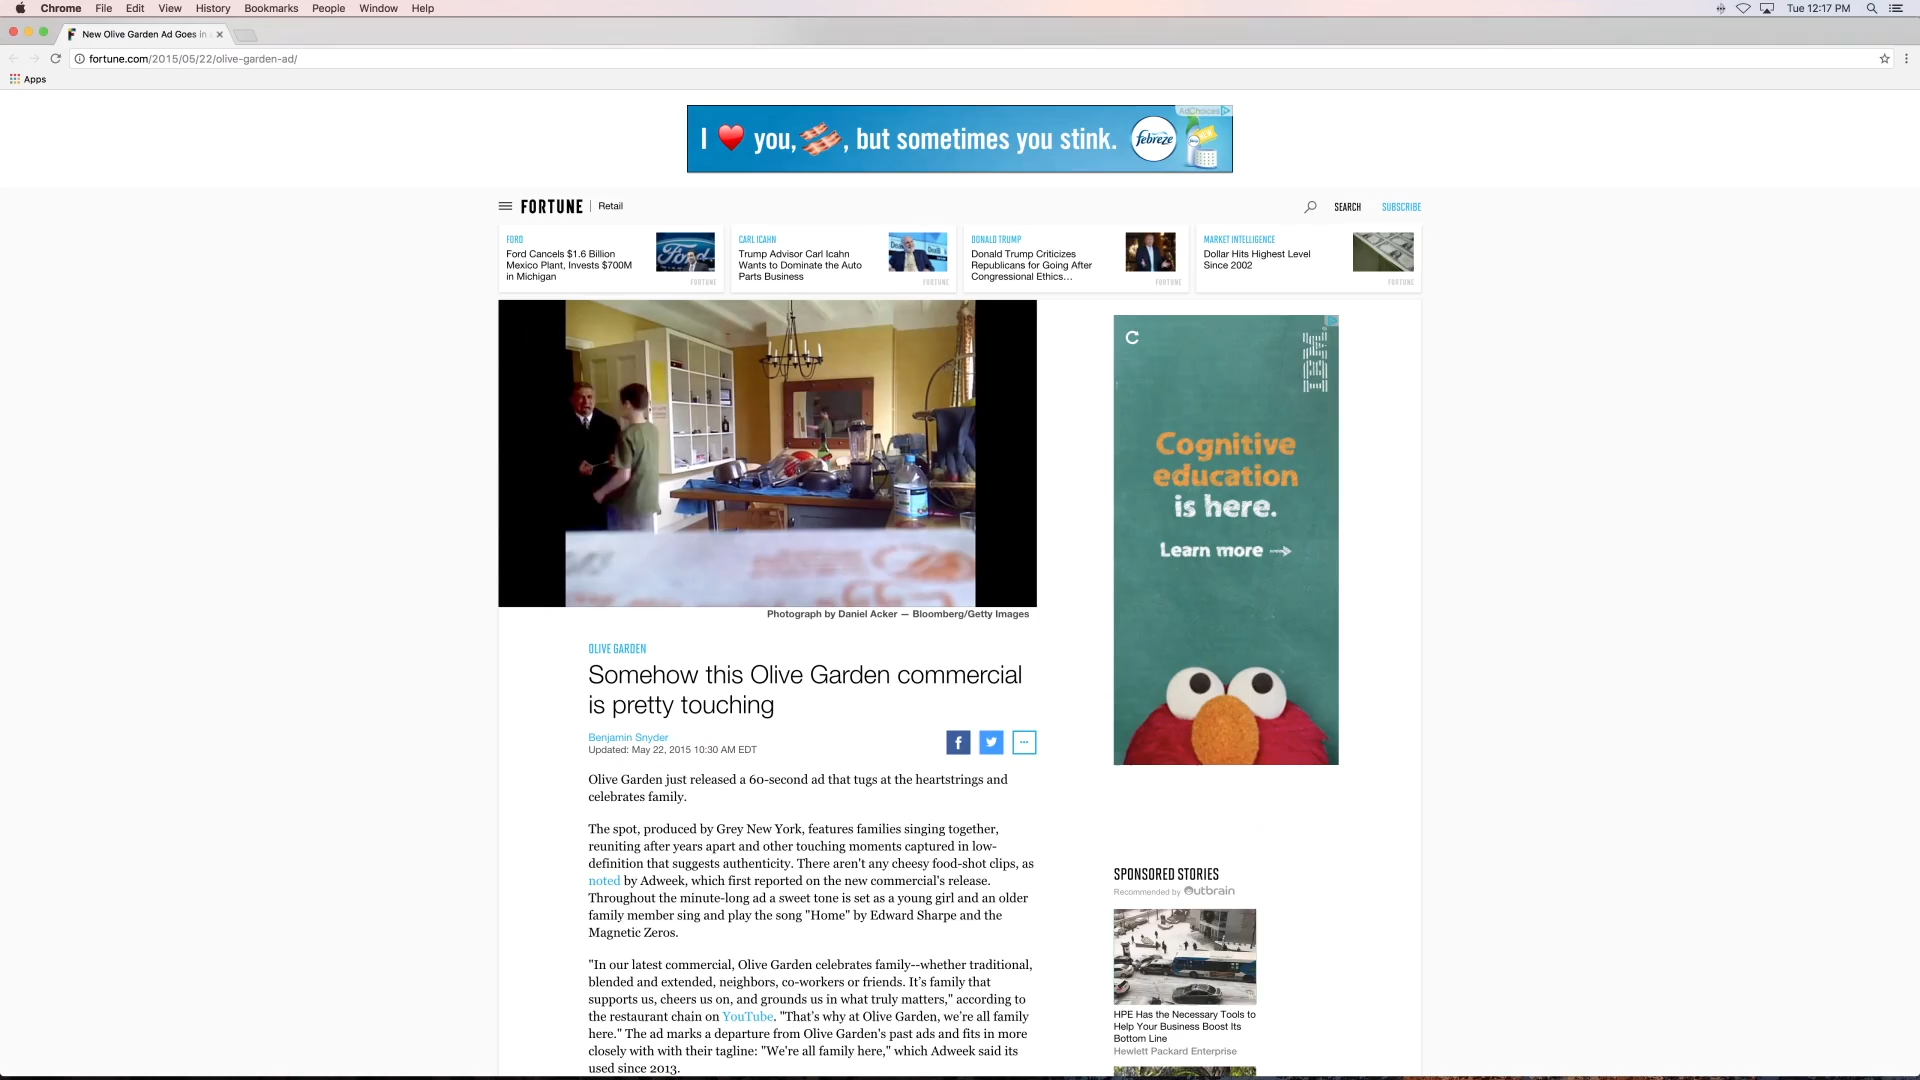 Chrome File Edit View History Bookmarks People Window Help
Tue 12:17 PM
New Olive Garden Ad Goes in
fortune.com/2015/05/22/olive-garden-ad/
Apps
AdChoices
I you, , but sometimes you stink.
febreze
NEW
FORTUNE | Retail
SEARCH SUBSCRIBE
FORD
Ford Cancels $1.6 Billion
Mexico Plant, Invests $700M
in Michigan
Ford
FORTUNE
CARL ICAHN
Trump Advisor Carl Icahn
Wants to Dominate the Auto
Parts Business
FORTUNE
DONALD TRUMP
Donald Trump Criticizes
Republicans for Going After
Congressional Ethics…
FORTUNE
MARKET INTELLIGENCE
Dollar Hits Highest Level
Since 2002
FORTUNE
Photograph by Daniel Acker — Bloomberg/Getty Images
OLIVE GARDEN
Somehow this Olive Garden commercial
is pretty touching
Benjamin Snyder
Updated: May 22, 2015 10:30 AM EDT
Olive Garden just released a 60-second ad that tugs at the heartstrings and
celebrates family.
The spot, produced by Grey New York, features families singing together,
reuniting after years apart and other touching moments captured in low-
definition that suggests authenticity. There aren't any cheesy food-shot clips, as
noted by Adweek, which first reported on the new commercial's release.
Throughout the minute-long ad a sweet tone is set as a young girl and an older
family member sing and play the song "Home" by Edward Sharpe and the
Magnetic Zeros.
"In our latest commercial, Olive Garden celebrates family--whether traditional,
blended and extended, neighbors, co-workers or friends. It's family that
supports us, cheers us on, and grounds us in what truly matters," according to
the restaurant chain on YouTube. "That's why at Olive Garden, we're all family
here." The ad marks a departure from Olive Garden's past ads and fits in more
closely with with their tagline: "We're all family here," which Adweek said its
used since 2013.
IBM
Cognitive
education
is here.
Learn more
SPONSORED STORIES
Recommended by Outbrain
HPE Has the Necessary Tools to
Help Your Business Boost Its
Bottom Line
Hewlett Packard Enterprise